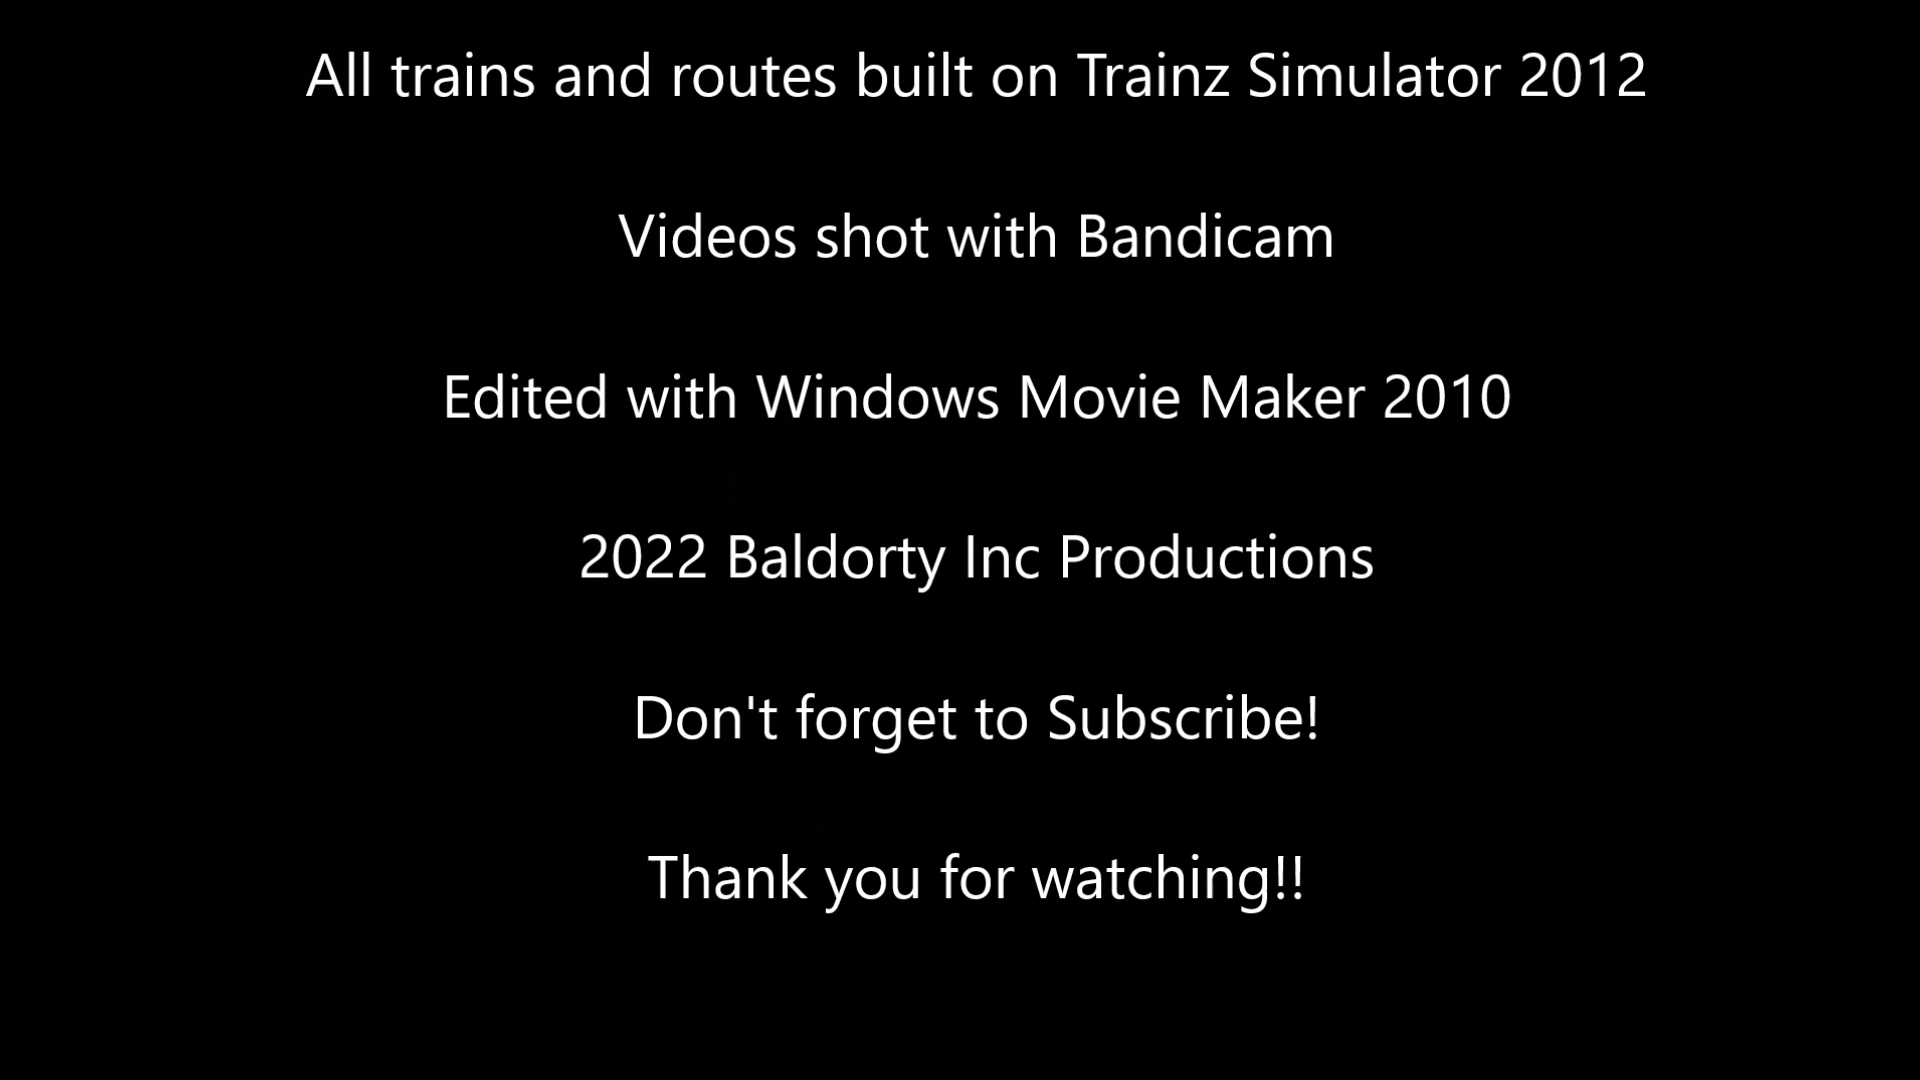 All trains and routes built on Trainz Simulator 2012
Videos shot with Bandicam
Edited with Windows Movie Maker 2010
2022 Baldorty Inc Productions
Don't forget to Subscribe!
Thank you for watching!!